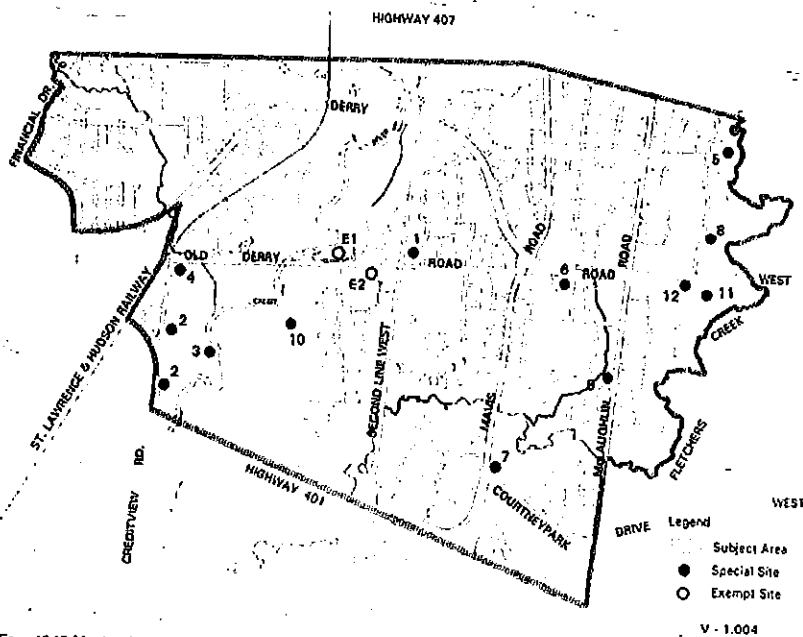 HIGHWAY 407
FINANCIAL DR.
DERRY
5
E1
1
8
OLD
DERRY
ROAD
ROAD
ROAD
ROAD
E2
6
WEST
4
12
11
CREDIT
CREEK
2
10
3
2
ST. LAWRENCE & HUDSON RAILWAY
SECOND LINE WEST
MAVIS
McLAUGHLIN
FLETCHERS
HIGHWAY 401
7
CREDITVIEW RD.
COURTNEYPARK
DRIVE
WEST
Legend
Subject Area
Special Site
Exempt Site
V - 1.004